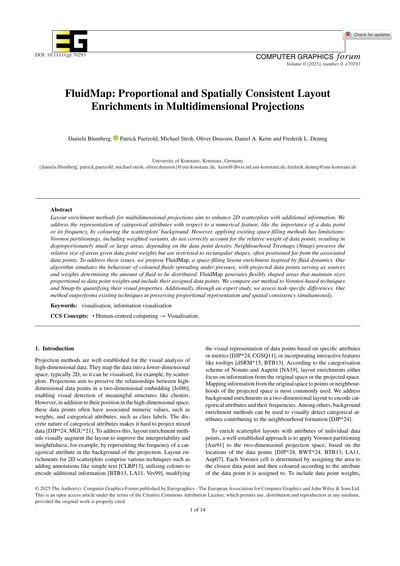 EG
DOI: 10.1111/cgf.70293
Check for updates
COMPUTER GRAPHICS forum
Volume 0 (2025), number 0, e70293
FluidMap: Proportional and Spatially Consistent Layout
Enrichments in Multidimensional Projections
Daniela Blumberg, Patrick Paetzold, Michael Stroh, Oliver Deussen, Daniel A. Keim and Frederik L. Dennig
University of Konstanz, Konstanz, Germany
{daniela.blumberg, patrick.paetzold, michael.stroh, oliver.deussen}@uni-konstanz.de, keim@dbvis.inf.uni-konstanz.de, frederik.dennig@uni-konstanz.de
Abstract
Layout enrichment methods for multidimensional projections aim to enhance 2D scatterplots with additional information. We
address the representation of categorical attributes with respect to a numerical feature, like the importance of a data point
or its frequency, by colouring the scatterplots' background. However, applying existing space-filling methods has limitations:
Voronoi partitionings, including weighted variants, do not correctly account for the relative weight of data points, resulting in
disproportionately small or large areas, depending on the data point density. Neighbourhood Treemaps (Nmap) preserve the
relative size of areas given data point weights but are restricted to rectangular shapes, often positioned far from the associated
data points. To address these issues, we propose FluidMap, a space-filling layout enrichment inspired by fluid dynamics. Our
algorithm simulates the behaviour of coloured fluids spreading under pressure, with projected data points serving as sources
and weights determining the amount of fluid to be distributed. FluidMap generates flexibly shaped areas that maintain sizes
proportional to data point weights and include their assigned data points. We compare our method to Voronoi-based techniques
and Nmap by quantifying their visual properties. Additionally, through an expert study, we assess task-specific differences. Our
method outperforms existing techniques in preserving proportional representation and spatial consistency simultaneously.
Keywords: visualisation, information visualisation
CCS Concepts: • Human-centred computing → Visualisation;
1. Introduction
Projection methods are well established for the visual analysis of
high-dimensional data. They map the data into a lower-dimensional
space, typically 2D, so it can be visualised, for example, by scatter-
plots. Projections aim to preserve the relationships between high-
dimensional data points in a two-dimensional embedding [Jol86],
enabling visual detection of meaningful structures like clusters.
However, in addition to their position in the high-dimensional space,
these data points often have associated numeric values, such as
weights, and categorical attributes, such as class labels. The dis-
crete nature of categorical attributes makes it hard to project mixed
data [DJP*24, MGU*21]. To address this, layout enrichment meth-
ods visually augment the layout to improve the interpretability and
insightfulness, for example, by representing the frequency of a cat-
egorical attribute in the background of the projection. Layout en-
richments for 2D scatterplots comprise various techniques such as
adding annotations like simple text [CLRP13], utilising colours to
encode additional information [BTB13, LA11, Ves99], modifying
the visual representation of data points based on specific attributes
or metrics [DJP*24, CGSQ11], or incorporating interactive features
like tooltips [dSRM*15, BTB13]. According to the categorisation
scheme of Nonato and Aupetit [NA19], layout enrichments either
focus on information from the original space or the projected space.
Mapping information from the original space to points or neighbour-
hoods of the projected space is most commonly used. We address
background enrichments in a two-dimensional layout to encode cat-
egorical attributes and their frequencies. Among others, background
enrichment methods can be used to visually detect categorical at-
tributes contributing to the neighbourhood formation [DJP*24].
To enrich scatterplot layouts with attributes of individual data
points, a well-established approach is to apply Voronoi partitioning
[Aur91] to the two-dimensional projection space, based on the
locations of the data points [DJP*24, BWT*24, BTB13, LA11,
Aup07]. Each Voronoi cell is determined by assigning the area to
the closest data point and then coloured according to the attribute
of the data point it is assigned to. To include data point weights,
© 2025 The Author(s). Computer Graphics Forum published by Eurographics - The European Association for Computer Graphics and John Wiley & Sons Ltd.
This is an open access article under the terms of the Creative Commons Attribution License, which permits use, distribution and reproduction in any medium,
provided the original work is properly cited.
1 of 14